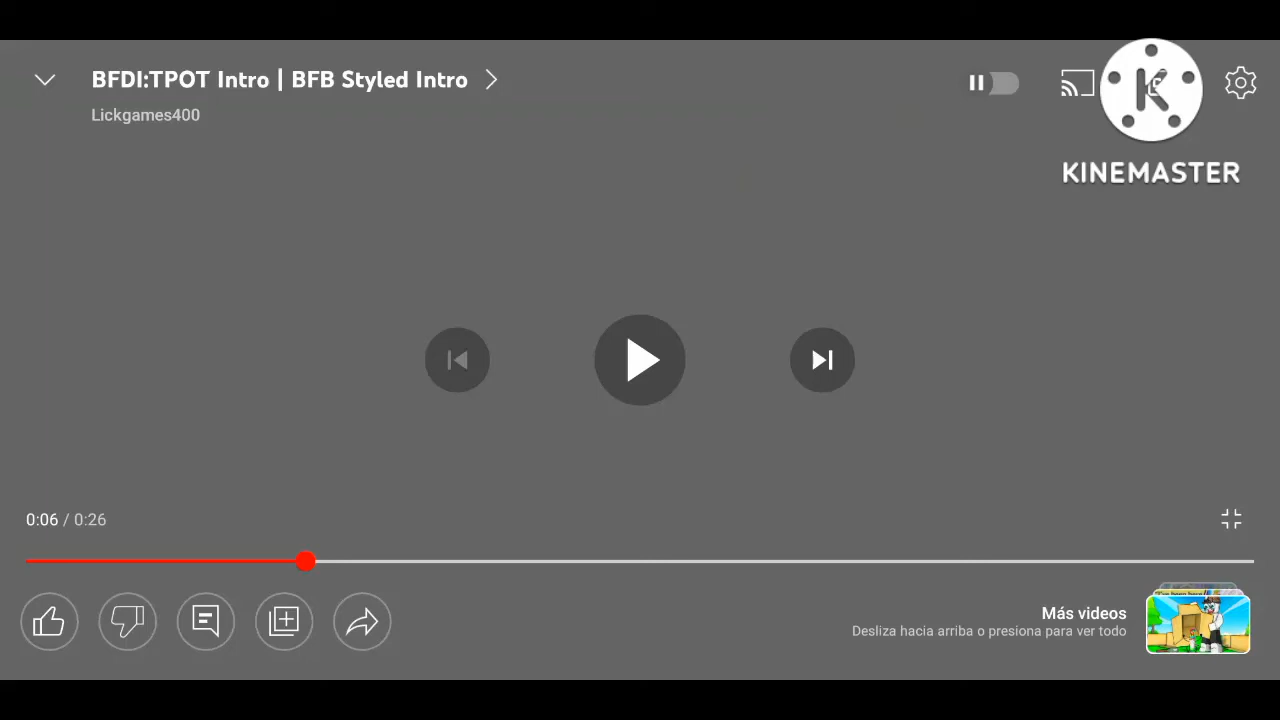 BFDI:TPOT Intro | BFB Styled Intro
Lickgames400
K
KINEMASTER
0:06 / 0:26
Más videos
Desliza hacia arriba o presiona para ver todo